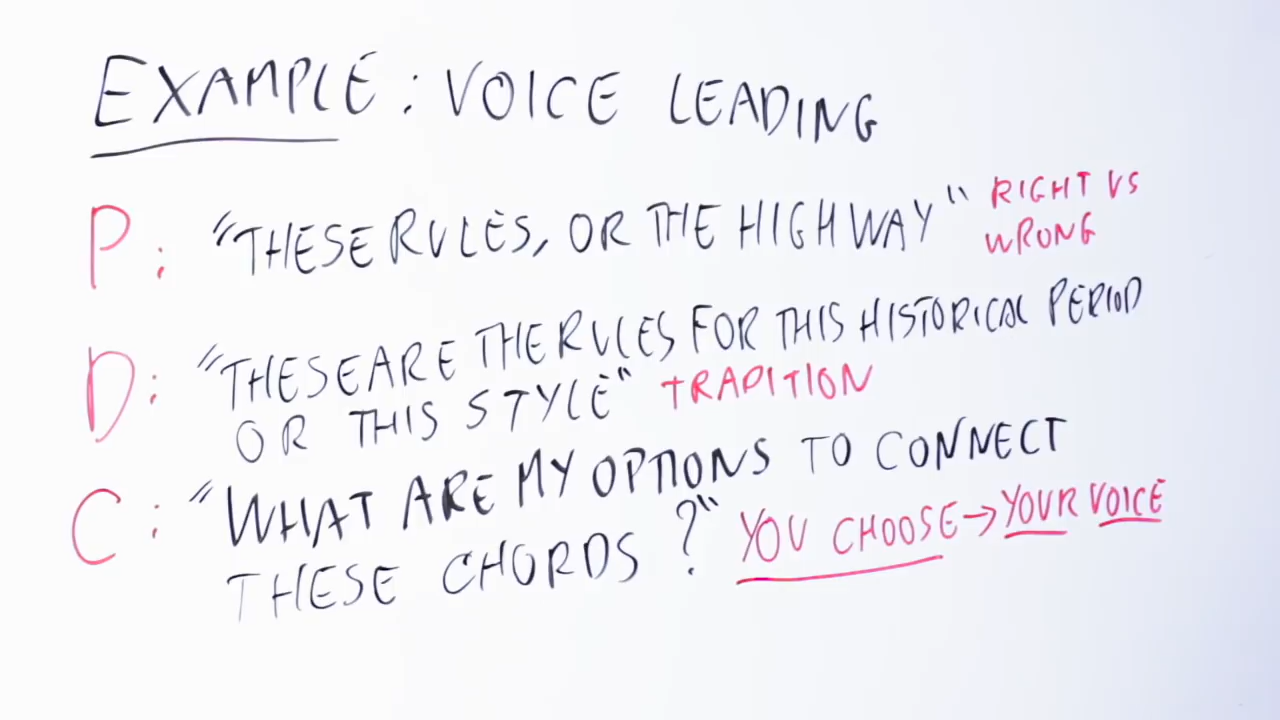 EXAMPLE: VOICE LEADING
P: "THESE RULES, OR THE HIGHWAY" RIGHT VS
WRONG
D: "THESE ARE THE RULES FOR THIS HISTORICAL PERIOD
OR THIS STYLE" TRADITION
C: "WHAT ARE MY OPTIONS TO CONNECT
THESE CHORDS?" YOU CHOOSE → YOUR VOICE